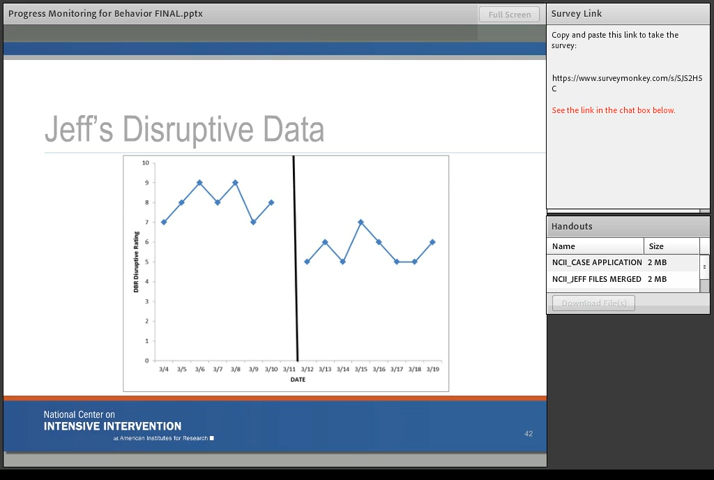 Progress Monitoring for Behavior FINAL.pptx
Full Screen
Jeff's Disruptive Data
10
9
8
7
6
5
4
3
2
1
0
DBR Disruptive Rating
3/4 3/5 3/6 3/7 3/8 3/9 3/10 3/11 3/12 3/13 3/14 3/15 3/16 3/17 3/18 3/19
DATE
National Center on
INTENSIVE INTERVENTION
at American Institutes for Research
42
Survey Link
Copy and paste this link to take the
survey:
https://www.surveymonkey.com/s/SJS2HS
C
See the link in the chat box below.
Handouts
Name Size
NCII_CASE APPLICATION 2 MB
NCII_JEFF FILES MERGED 2 MB
Download File(s)